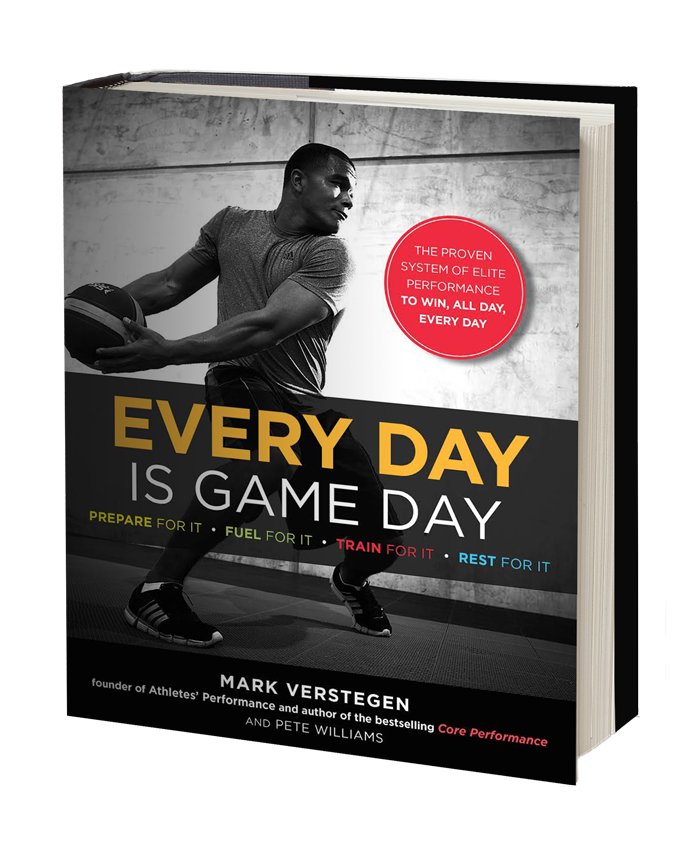 THE PROVEN
SYSTEM OF ELITE
PERFORMANCE
TO WIN, ALL DAY,
EVERY DAY
EVERY DAY
IS GAME DAY
PREPARE FOR IT • FUEL FOR IT • TRAIN FOR IT • REST FOR IT
MARK VERSTEGEN
founder of Athletes’ Performance and author of the bestselling Core Performance
AND PETE WILLIAMS